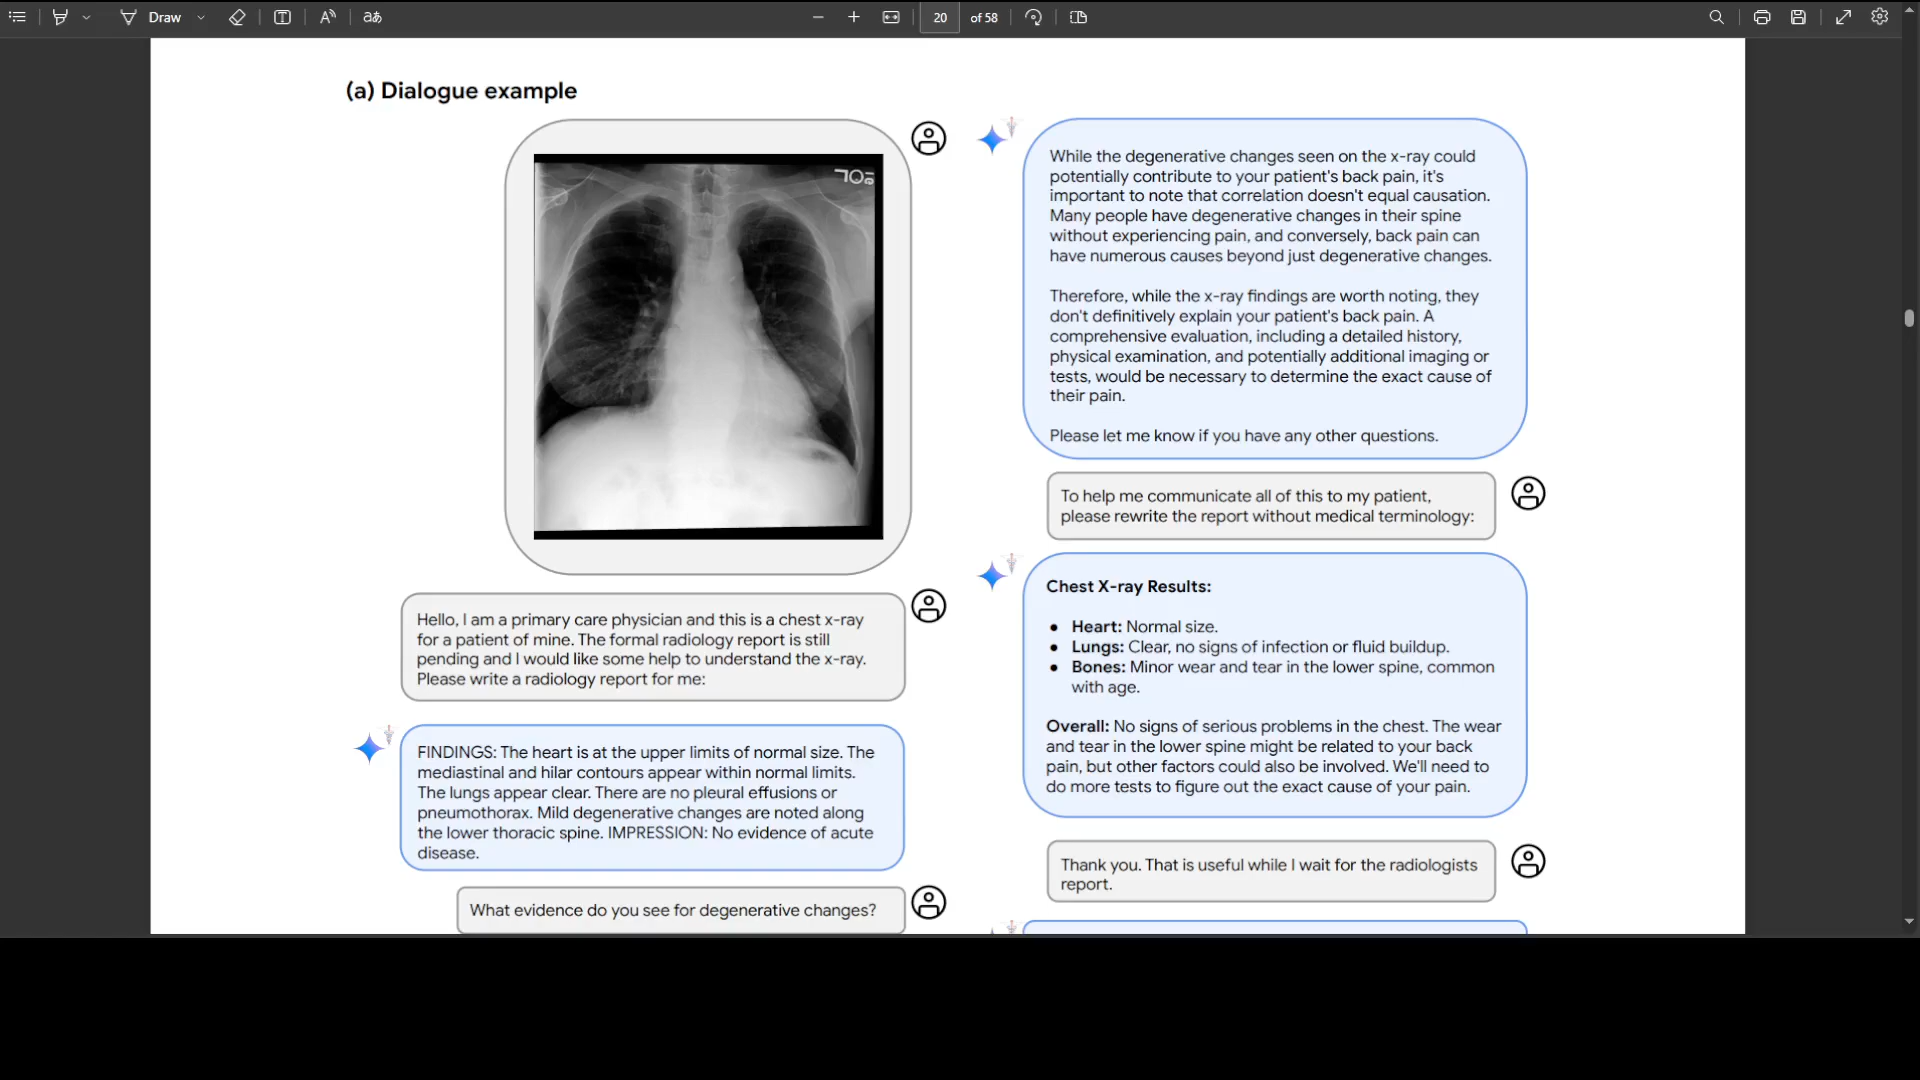 Draw
20
of 58
(a) Dialogue example
Hello, I am a primary care physician and this is a chest x-ray
for a patient of mine. The formal radiology report is still
pending and I would like some help to understand the x-ray.
Please write a radiology report for me:
FINDINGS: The heart is at the upper limits of normal size. The
mediastinal and hilar contours appear within normal limits.
The lungs appear clear. There are no pleural effusions or
pneumothorax. Mild degenerative changes are noted along
the lower thoracic spine. IMPRESSION: No evidence of acute
disease.
What evidence do you see for degenerative changes?
While the degenerative changes seen on the x-ray could
potentially contribute to your patient's back pain, it's
important to note that correlation doesn't equal causation.
Many people have degenerative changes in their spine
without experiencing pain, and conversely, back pain can
have numerous causes beyond just degenerative changes.
Therefore, while the x-ray findings are worth noting, they
don't definitively explain your patient's back pain. A
comprehensive evaluation, including a detailed history,
physical examination, and potentially additional imaging or
tests, would be necessary to determine the exact cause of
their pain.
Please let me know if you have any other questions.
To help me communicate all of this to my patient,
please rewrite the report without medical terminology:
Chest X-ray Results:
● Heart: Normal size.
● Lungs: Clear, no signs of infection or fluid buildup.
● Bones: Minor wear and tear in the lower spine, common
with age.
Overall: No signs of serious problems in the chest. The wear
and tear in the lower spine might be related to your back
pain, but other factors could also be involved. We'll need to
do more tests to figure out the exact cause of your pain.
Thank you. That is useful while I wait for the radiologists
report.